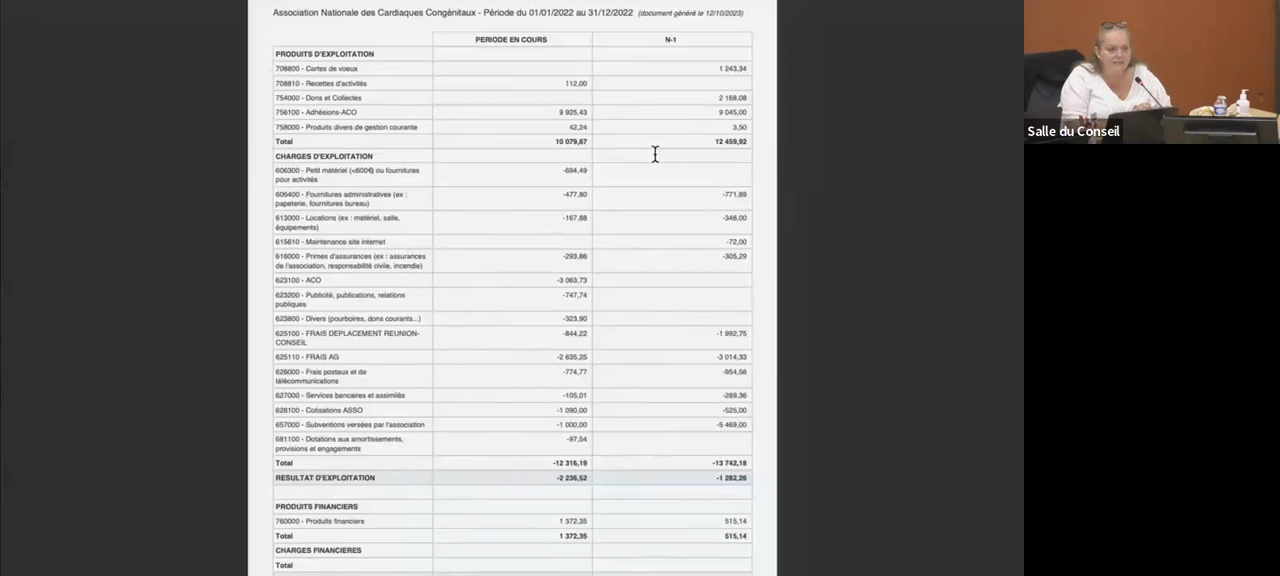 Association Nationale des Cardiaques Congénitaux - Période du 01/01/2022 au 31/12/2022 (document généré le 12/10/2023)
PERIODE EN COURS N-1
PRODUITS D'EXPLOITATION
708800 - Cartes de voeux 1 243,34
708810 - Recettes d'activités 112,00
754000 - Dons et Collectes 2 168,08
756100 - Adhésions-ACO 9 925,43 9 045,00
758000 - Produits divers de gestion courante 42,24 3,50
Total 10 079,67 12 459,92
CHARGES D'EXPLOITATION
606300 - Petit matériel (<600€) ou fournitures
pour activités -694,49
606400 - Fournitures administratives (ex :
papeterie, fournitures bureau) -477,80 -771,89
613000 - Locations (ex : matériel, salle,
équipements) -167,88 -348,00
615610 - Maintenance site internet -72,00
616000 - Primes d'assurances (ex : assurances
de l'association, responsabilité civile, incendie) -293,86 -305,29
623100 - ACO -3 063,73
623200 - Publicité, publications, relations
publiques -747,74
623800 - Divers (pourboires, dons courants...) -323,90
625100 - FRAIS DEPLACEMENT REUNION-
CONSEIL -844,22 -1 992,75
625110 - FRAIS AG -2 635,25 -3 014,33
626000 - Frais postaux et de
télécommunications -774,77 -954,56
627000 - Services bancaires et assimilés -105,01 -289,36
628100 - Cotisations ASSO -1 090,00 -525,00
657000 - Subventions versées par l'association -1 000,00 -5 469,00
681100 - Dotations aux amortissements,
provisions et engagements -97,54
Total -12 316,19 -13 742,18
RESULTAT D'EXPLOITATION -2 236,52 -1 282,26
PRODUITS FINANCIERS
760000 - Produits financiers 1 372,35 515,14
Total 1 372,35 515,14
CHARGES FINANCIERES
Total
Salle du Conseil